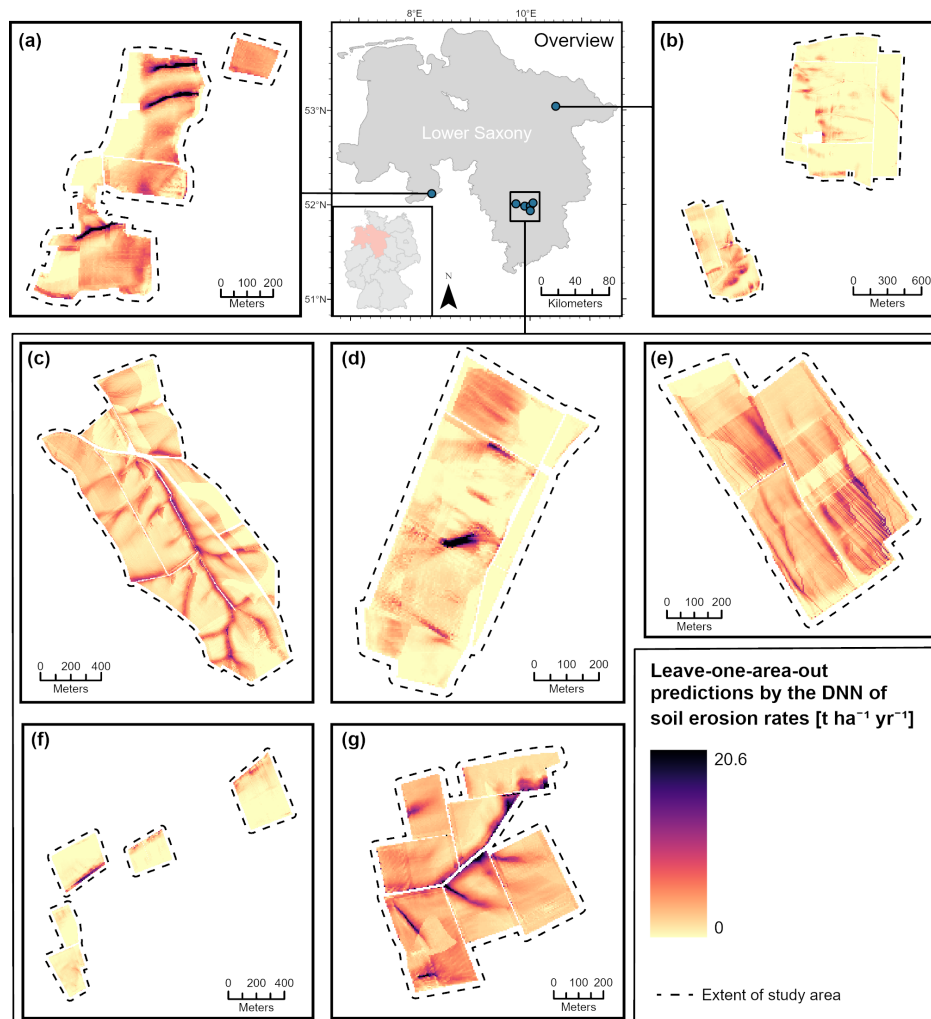 (a)
0 100 200
Meters
8°E 10°E
Overview
53°N
Lower Saxony
52°N
51°N
N
0 40 80
Kilometers
(b)
0 300 600
Meters
(c)
0 200 400
Meters
(d)
0 100 200
Meters
(e)
0 100 200
Meters
(f)
0 200 400
Meters
(g)
0 100 200
Meters
Leave-one-area-out
predictions by the DNN of
soil erosion rates [t ha⁻¹ yr⁻¹]
20.6
0
Extent of study area